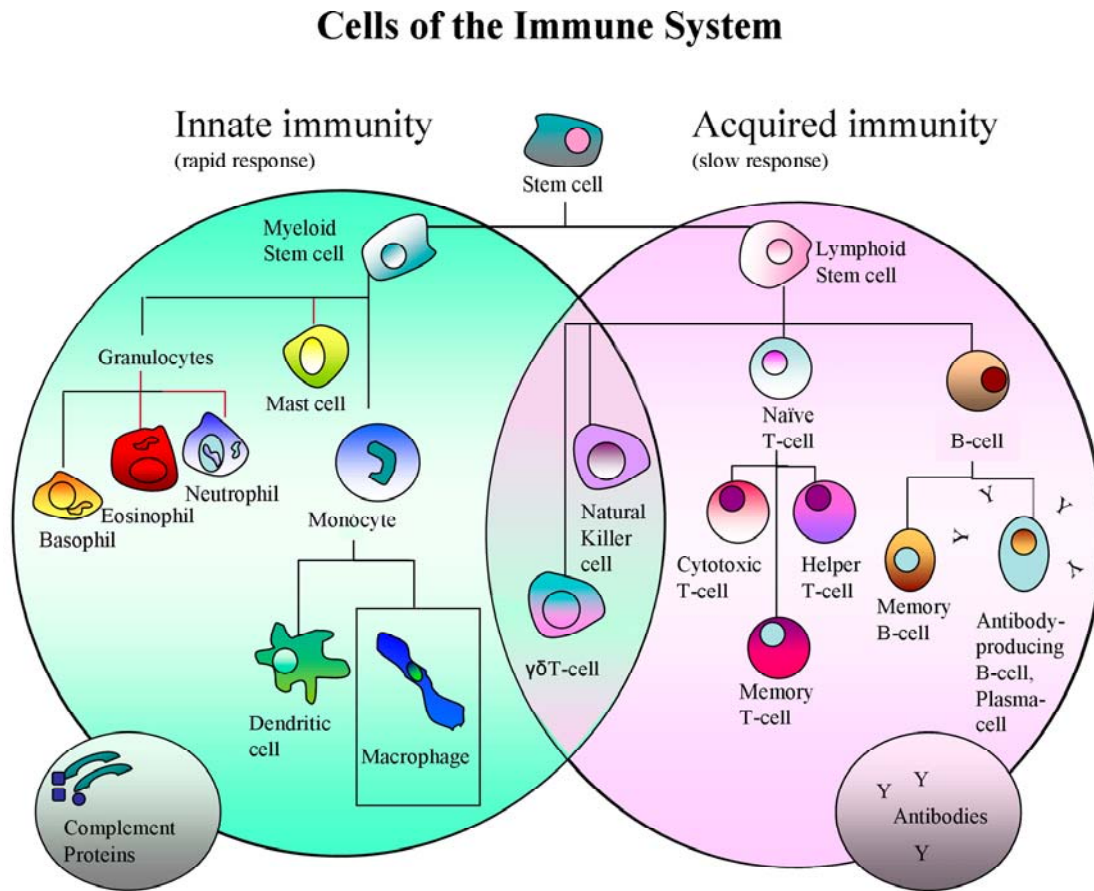 Cells of the Immune System
Innate immunity
(rapid response)
Acquired immunity
(slow response)
Stem cell
Myeloid
Stem cell
Lymphoid
Stem cell
Granulocytes
Mast cell
Naïve
T-cell
B-cell
Basophil
Eosinophil
Neutrophil
Monocyte
Natural
Killer
cell
Cytotoxic
T-cell
Helper
T-cell
Memory
B-cell
Y
Y
Y
Y
Antibody-
producing
B-cell,
Plasma-
cell
γδT-cell
Memory
T-cell
Dendritic
cell
Macrophage
Complement
Proteins
Y
Y
Antibodies
Y